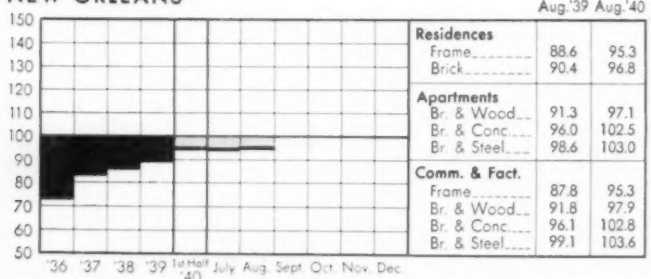 NEW ORLEANS
Aug.'39 Aug.'40
150
140
130
120
110
100
90
80
70
60
50
'36 '37 '38 '39 1st Half '40 July Aug. Sept. Oct. Nov. Dec.
Residences
Frame 88.6 95.3
Brick 90.4 96.8
Apartments
Br. & Wood 91.3 97.1
Br. & Conc. 96.0 102.5
Br. & Steel 98.6 103.0
Comm. & Fact.
Frame 87.8 95.3
Br. & Wood 91.8 97.9
Br. & Conc. 96.1 102.8
Br. & Steel 99.1 103.6